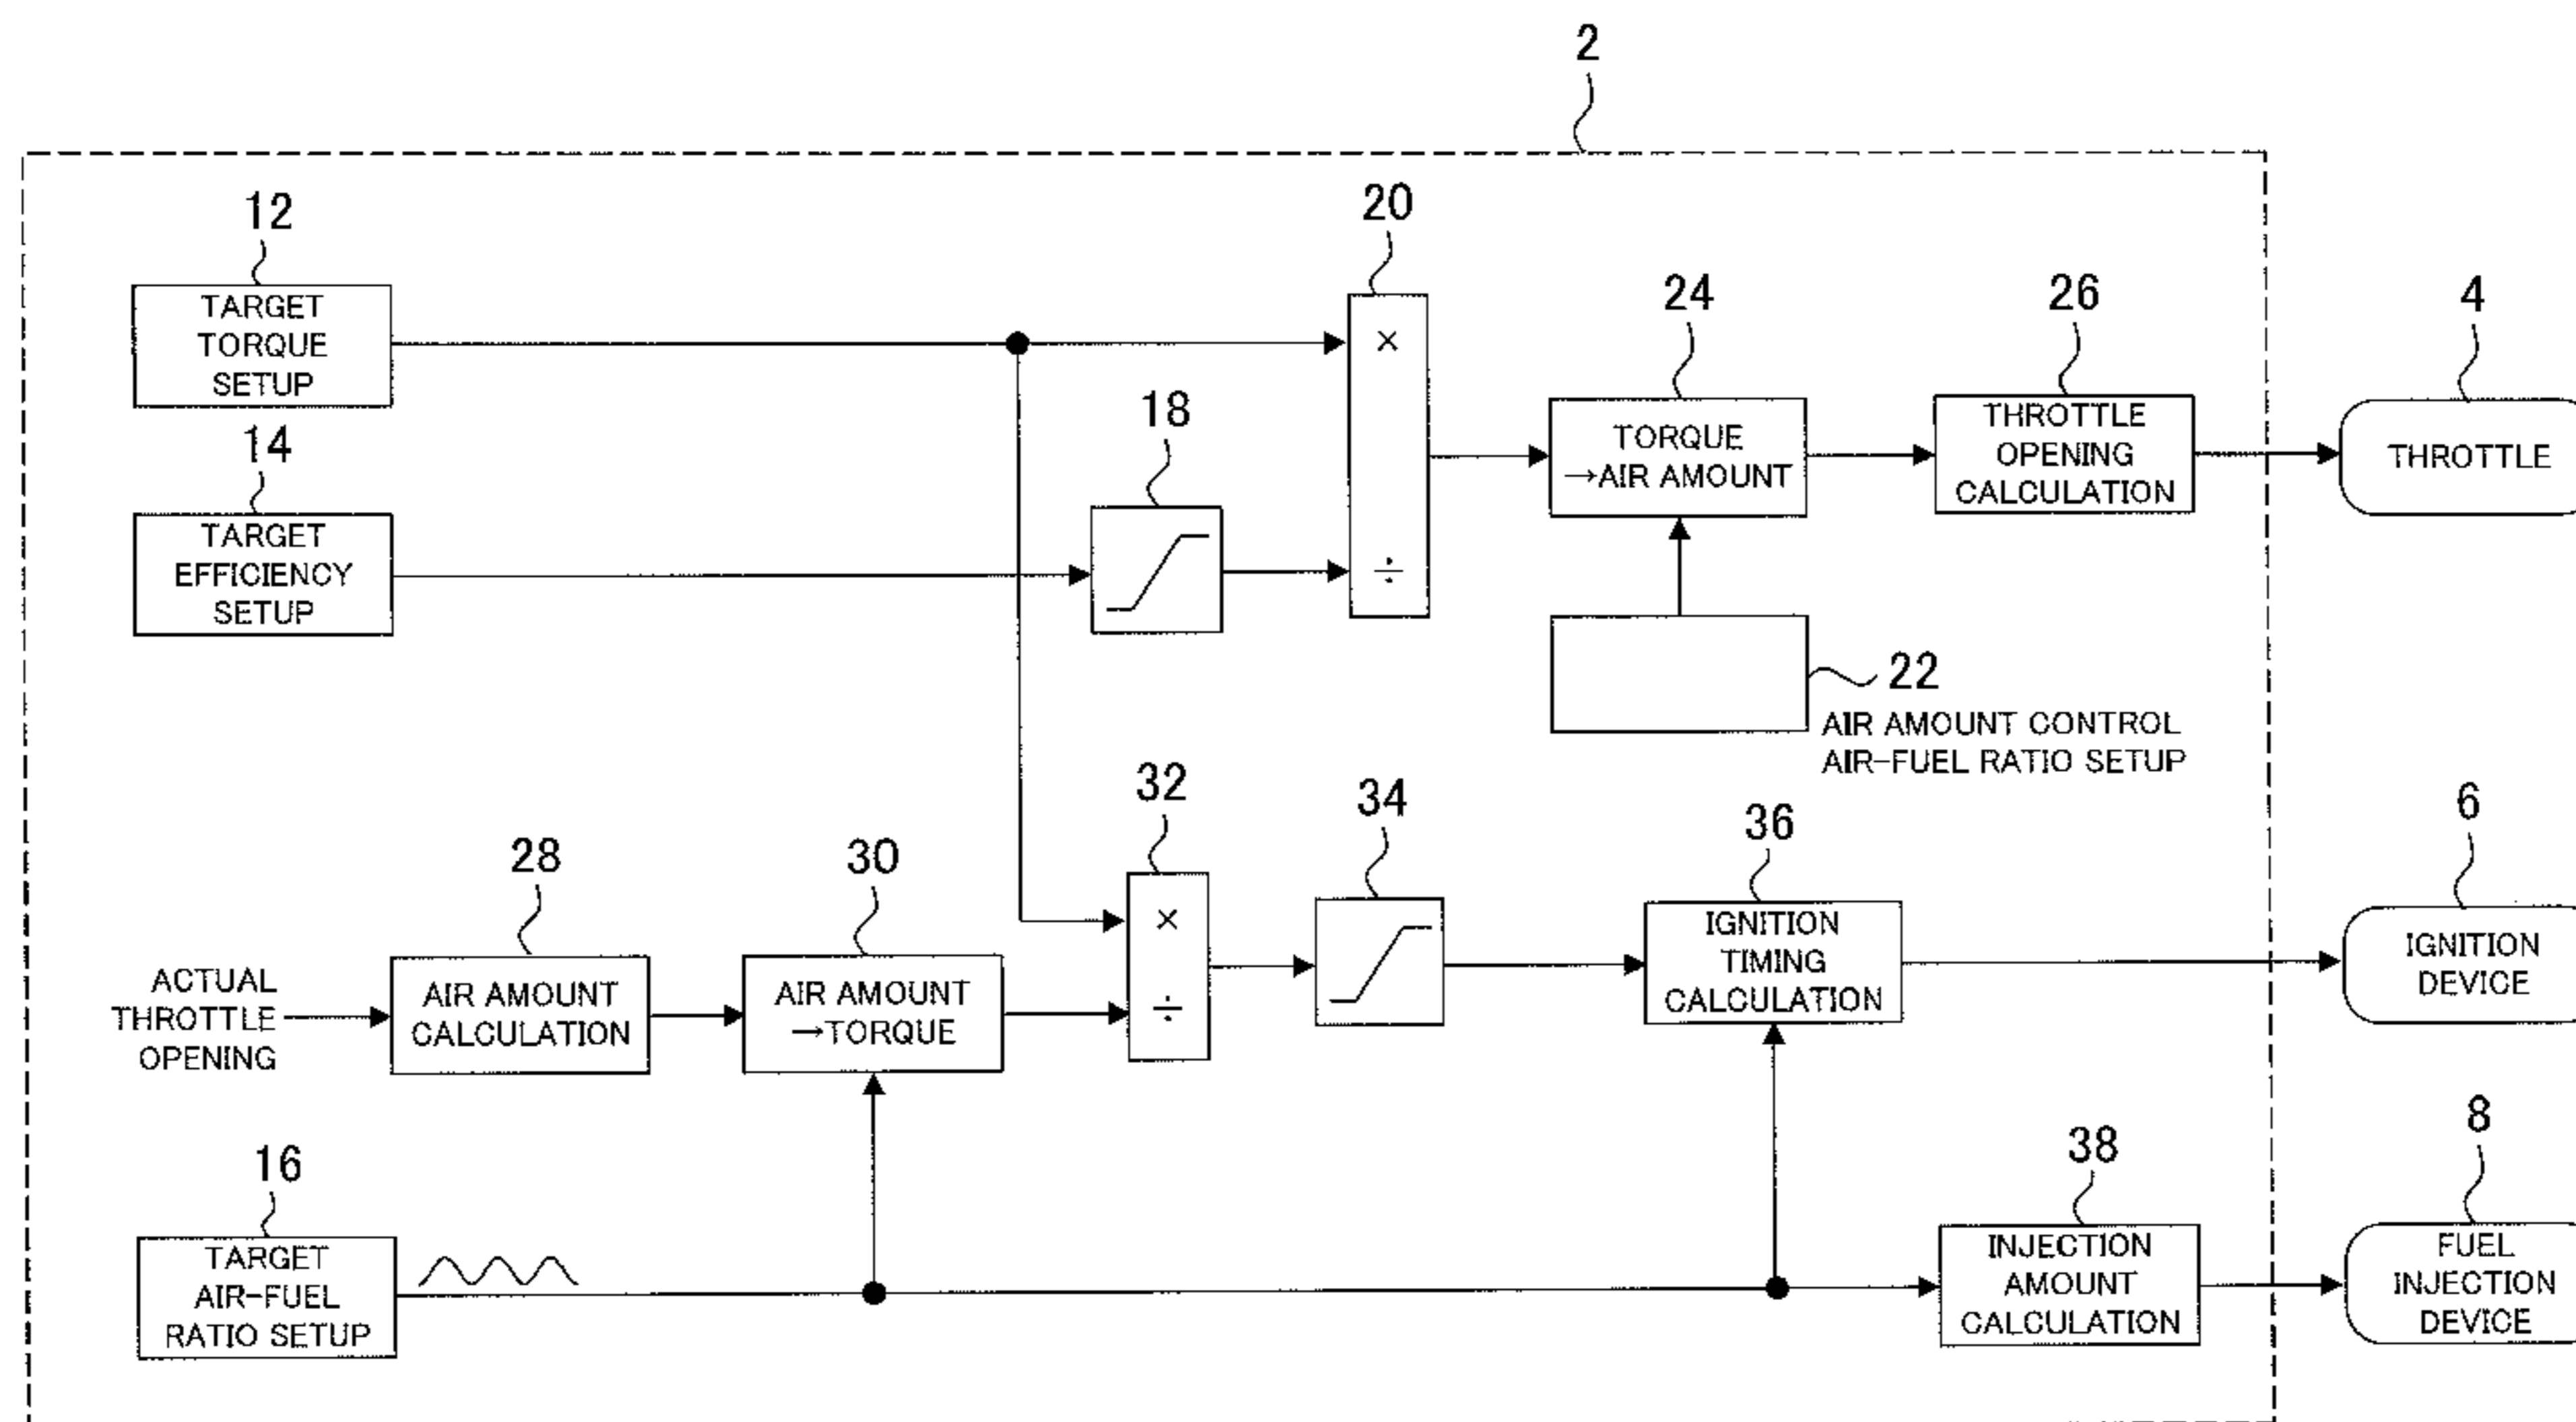 2
12
TARGET
TORQUE
SETUP
14
TARGET
EFFICIENCY
SETUP
18
20
×
÷
24
TORQUE
→AIR AMOUNT
26
THROTTLE
OPENING
CALCULATION
4
THROTTLE
22
AIR AMOUNT CONTROL
AIR-FUEL RATIO SETUP
ACTUAL
THROTTLE
OPENING
28
AIR AMOUNT
CALCULATION
30
AIR AMOUNT
→TORQUE
32
×
÷
34
36
IGNITION
TIMING
CALCULATION
6
IGNITION
DEVICE
16
TARGET
AIR-FUEL
RATIO SETUP
38
INJECTION
AMOUNT
CALCULATION
8
FUEL
INJECTION
DEVICE